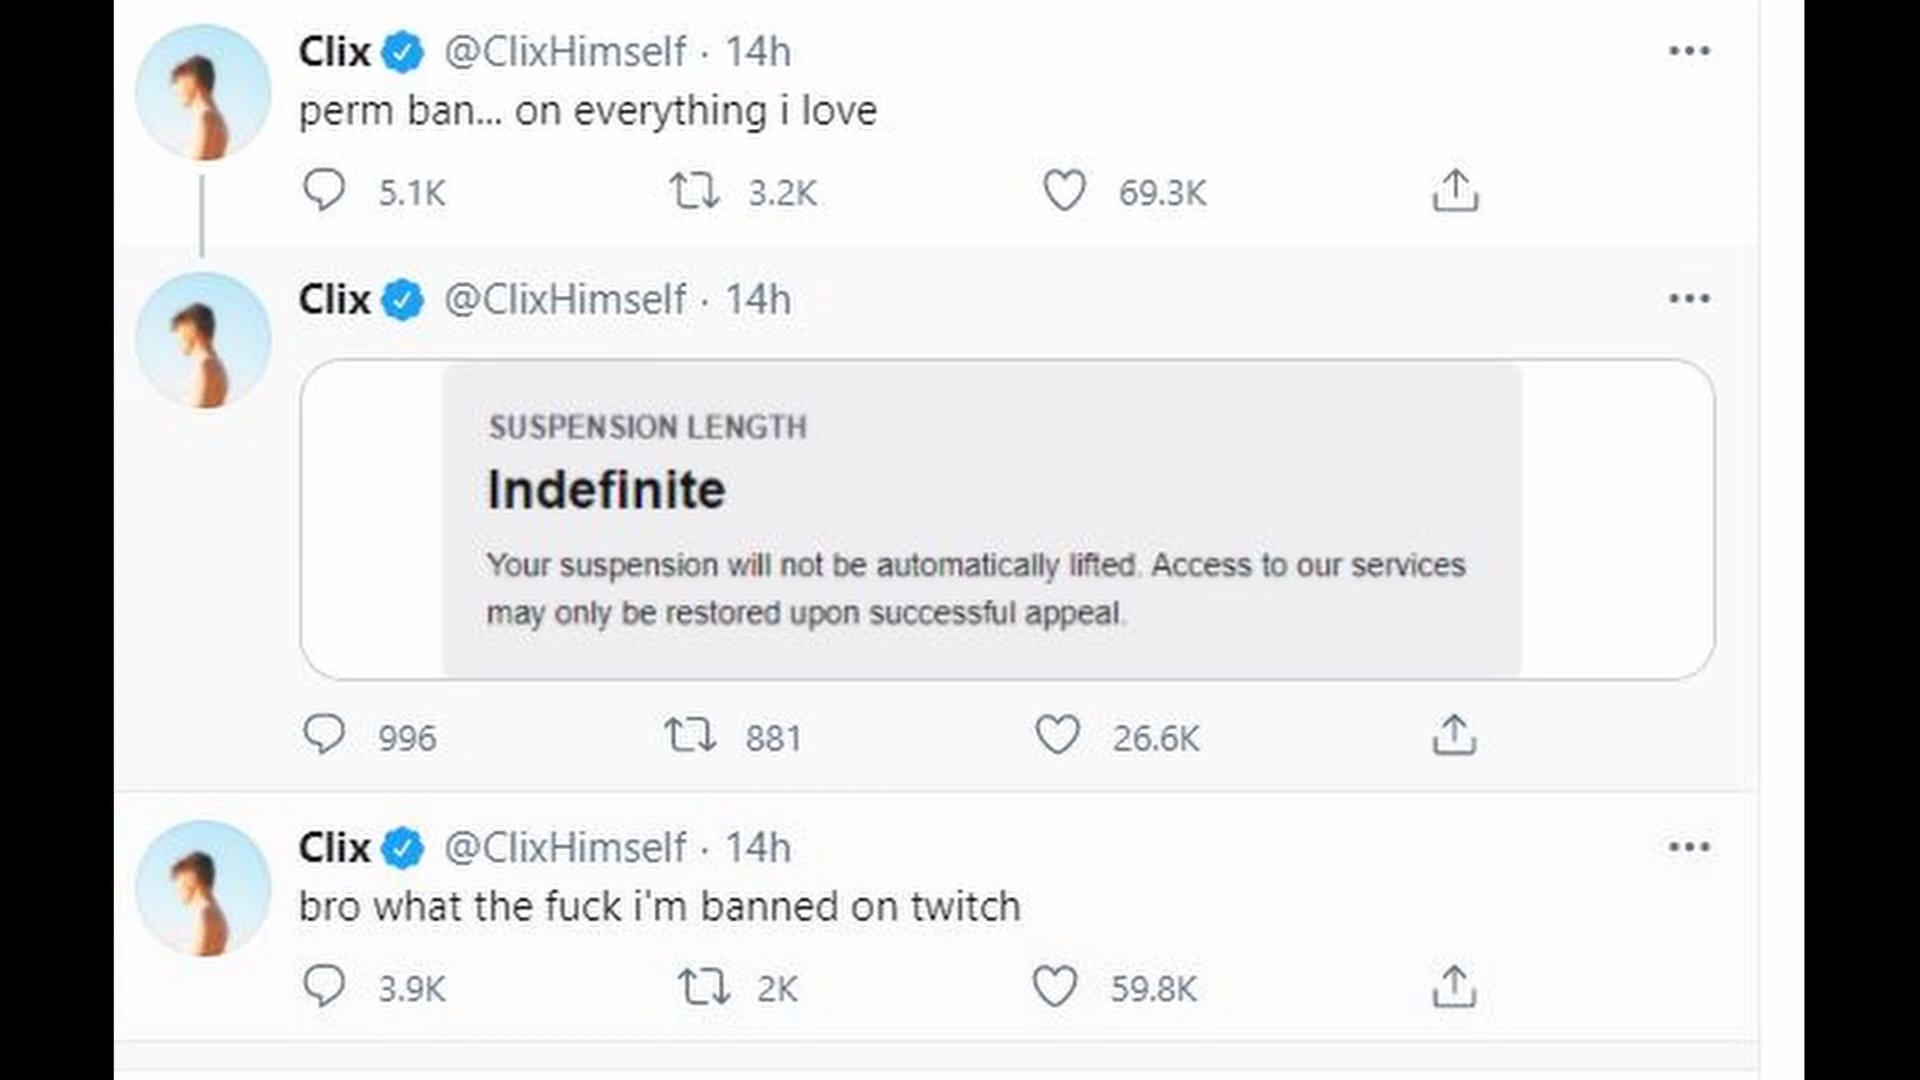 Clix @ClixHimself · 14h
perm ban... on everything i love
5.1K 3.2K 69.3K
Clix @ClixHimself · 14h
SUSPENSION LENGTH
Indefinite
Your suspension will not be automatically lifted. Access to our services
may only be restored upon successful appeal.
996 881 26.6K
Clix @ClixHimself · 14h
bro what the fuck i'm banned on twitch
3.9K 2K 59.8K